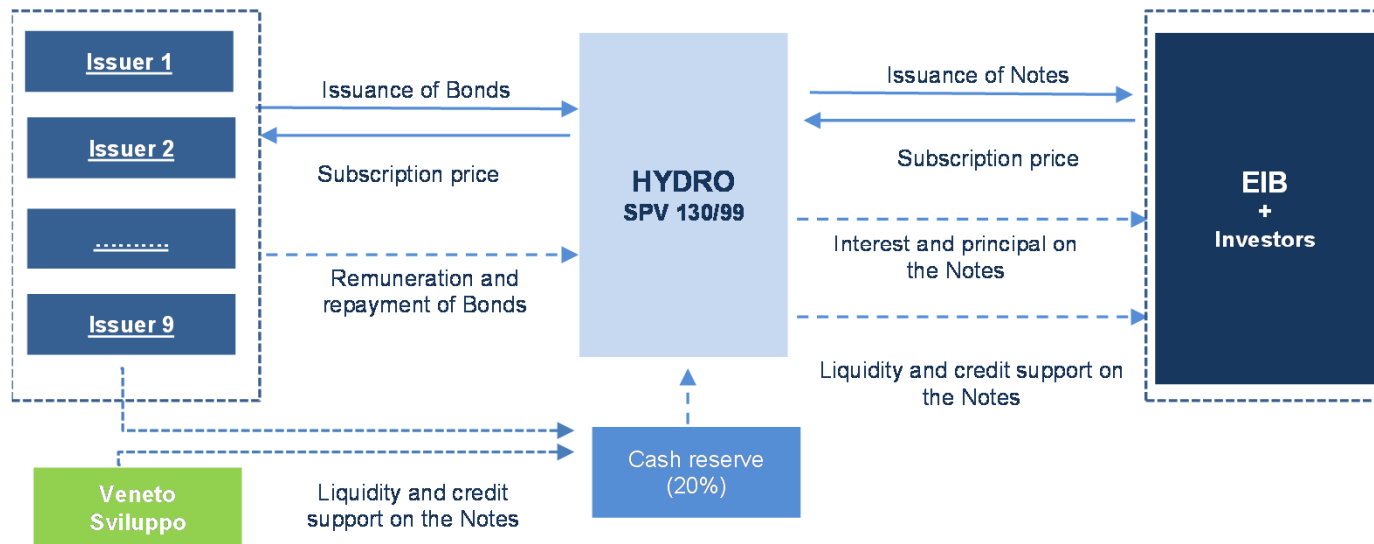 Issuer 1
Issuer 2
..........
Issuer 9
Issuance of Bonds
Subscription price
Remuneration and
repayment of Bonds
HYDRO
SPV 130/99
Issuance of Notes
Subscription price
Interest and principal on
the Notes
Liquidity and credit support on
the Notes
EIB
+
Investors
Veneto
Sviluppo
Liquidity and credit
support on the Notes
Cash reserve
(20%)